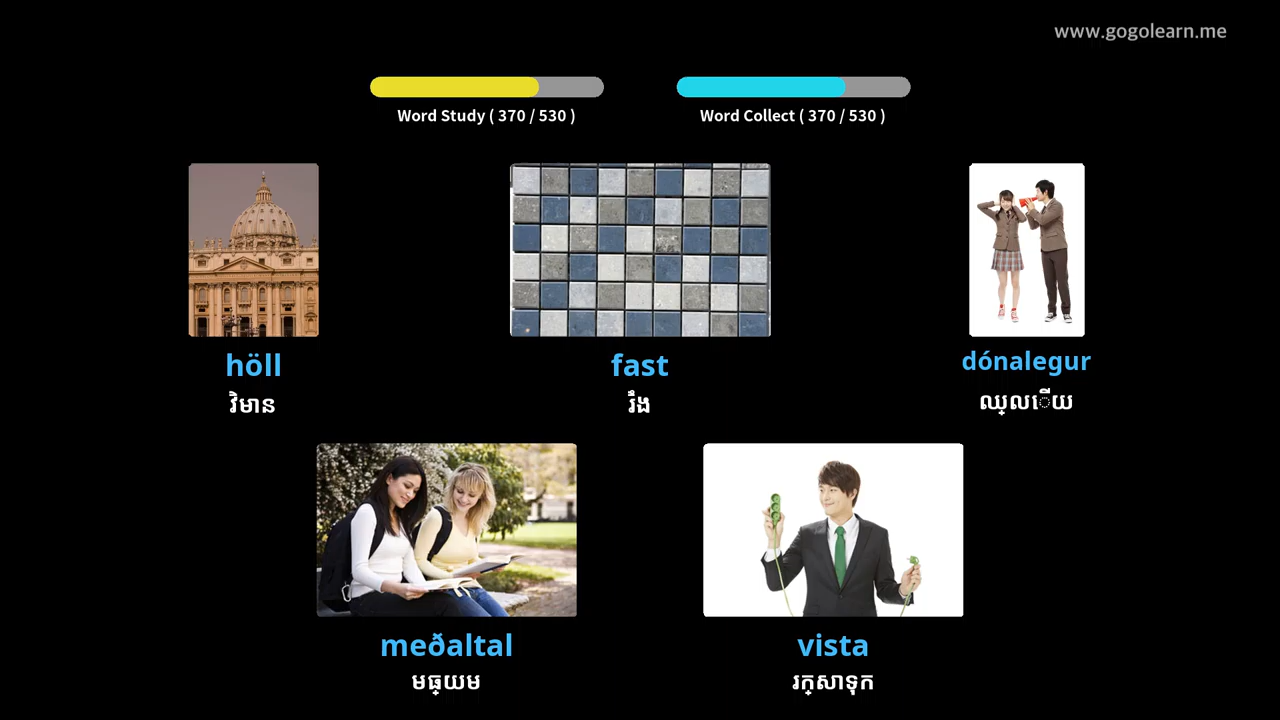 www.gogolearn.me
Word Study ( 370 / 530 )
Word Collect ( 370 / 530 )
höll
វិមាន
fast
រឹង
dónalegur
ឈ្លើយ
meðaltal
មធ្យម
vista
រក្សាទុក